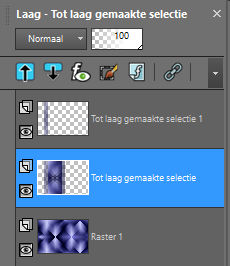 Laag - Tot laag gemaakte selectie
Normaal 100
Tot laag gemaakte selectie 1
Tot laag gemaakte selectie
Raster 1